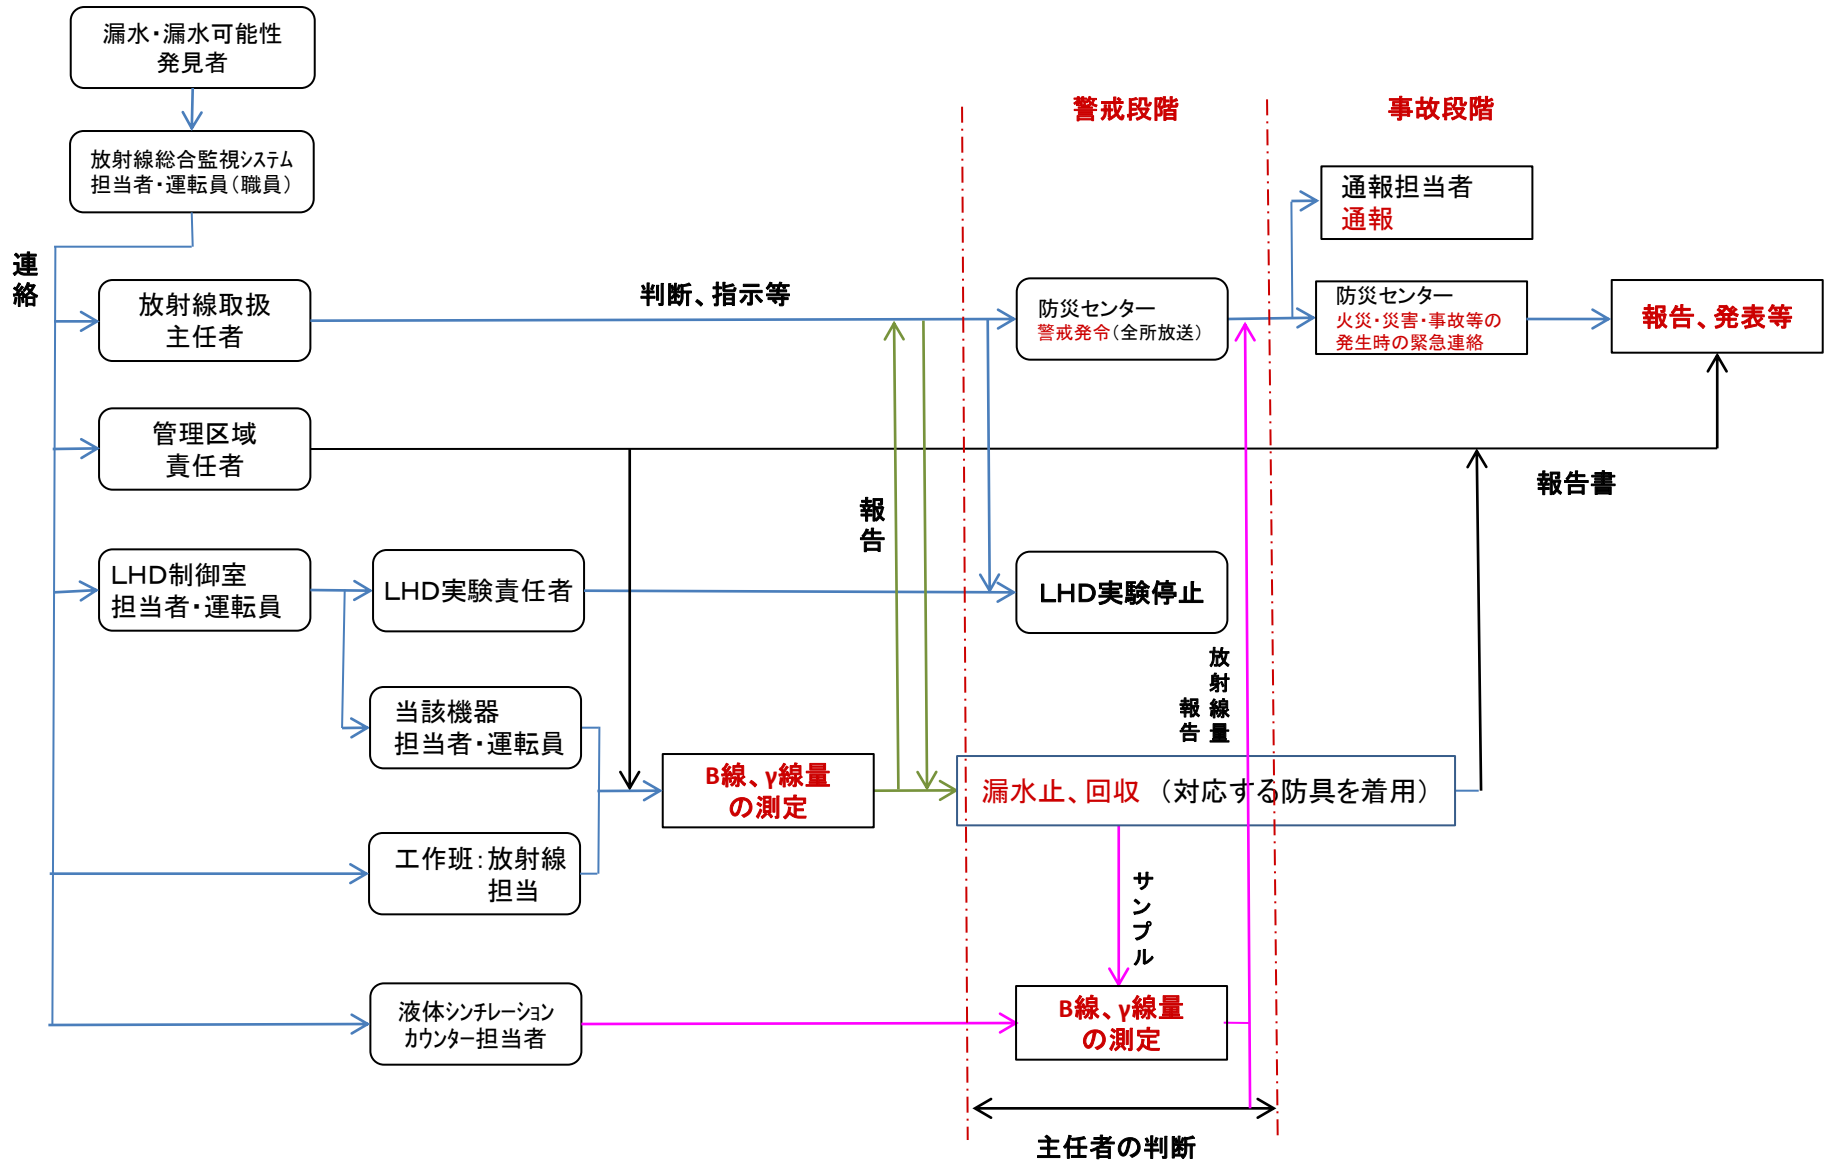 漏水・漏水可能性
発見者
放射線総合監視システム
担当者・運転員（職員）
連
絡
警戒段階
事故段階
通報担当者
通報
放射線取扱
主任者
判断、指示等
防災センター
警戒発令（全所放送）
防災センター
火災・災害・事故等の
発生時の緊急連絡
報告、発表等
管理区域
責任者
報告書
報
告
LHD制御室
担当者・運転員
LHD実験責任者
LHD実験停止
放
射
線
量
報
告
当該機器
担当者・運転員
B線、γ線量
の測定
漏水止、回収　（対応する防具を着用）
工作班：放射線
担当
サ
ン
プ
ル
液体シンチレーション
カウンター担当者
B線、γ線量
の測定
主任者の判断